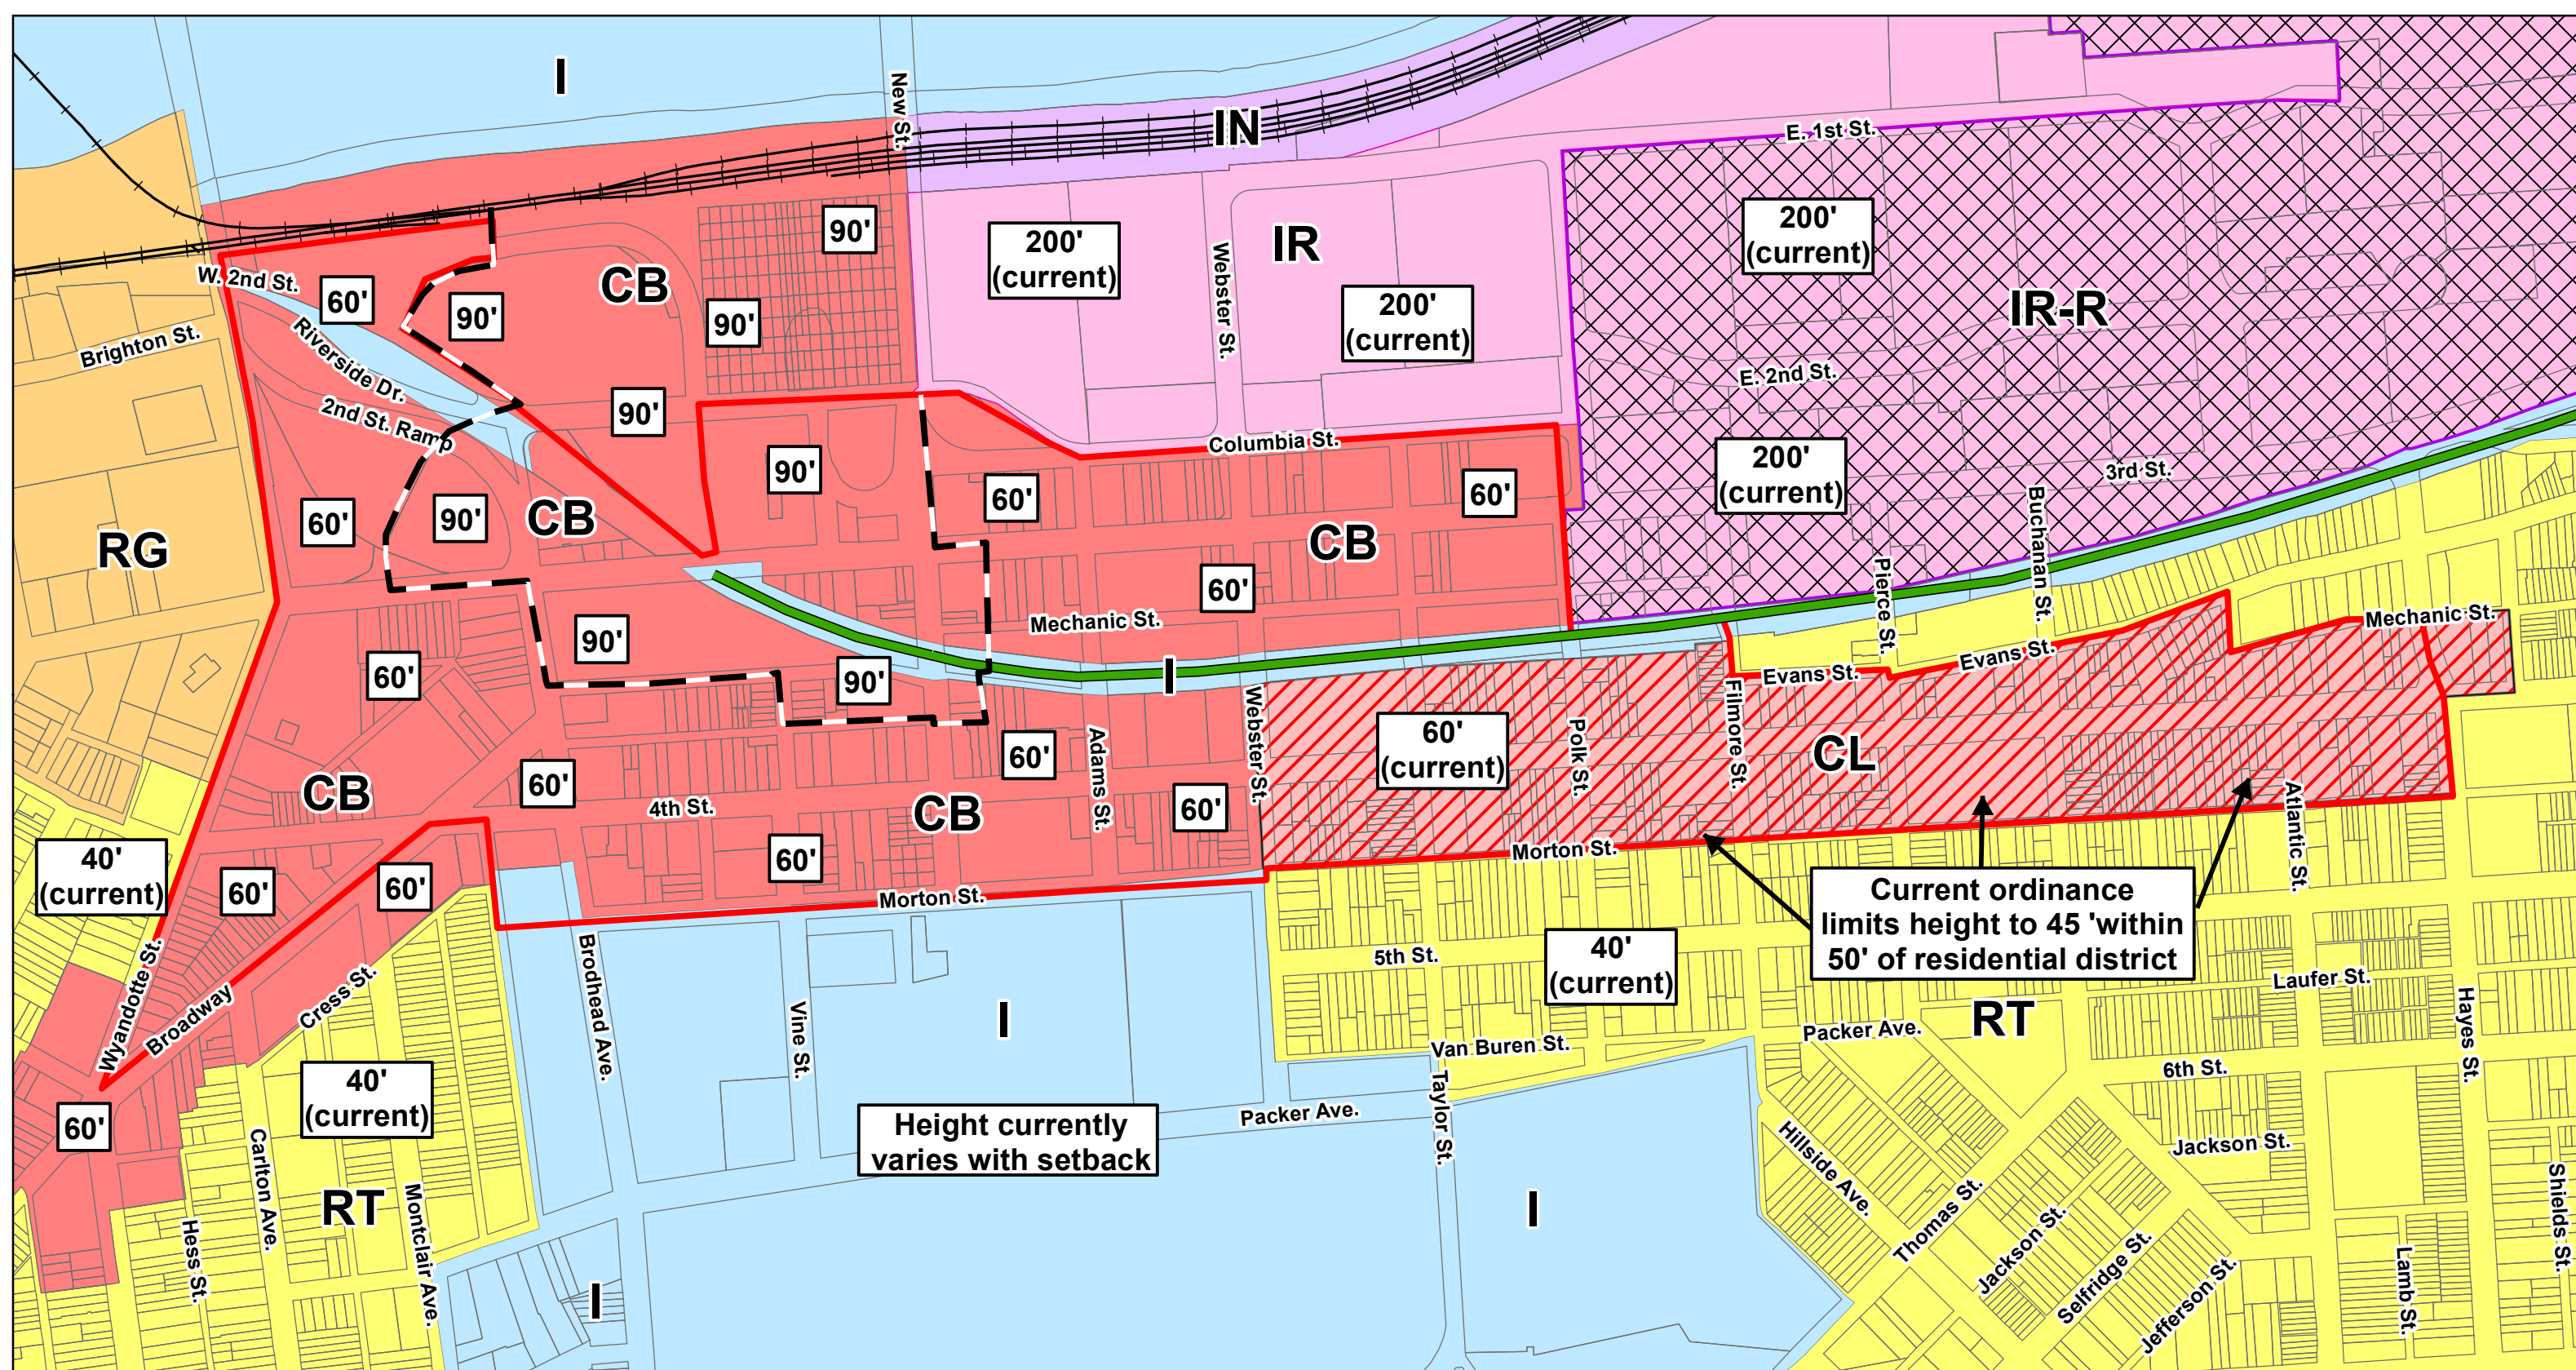 I
New St.
IN
E. 1st St.
90'
200'
(current)
IR
Webster St.
200'
(current)
W. 2nd St.
60'
CB
90'
90'
200'
(current)
IR-R
Brighton St.
Riverside Dr.
2nd St. Ramp
90'
E. 2nd St.
Columbia St.
90'
60'
60'
200'
(current)
3rd St.
Buchanan St.
60'
90'
CB
CB
RG
60'
Mechanic St.
90'
Pierce St.
Mechanic St.
60'
90'
I
Evans St.
Evans St.
Webster St.
60'
(current)
Polk St.
Filmore St.
CL
60'
Adams St.
60'
CB
4th St.
CB
60'
Atlantic St.
40'
(current)
60'
60'
60'
Morton St.
Morton St.
Current ordinance
limits height to 45 'within
50' of residential district
Wyandotte St.
Broadway
Cress St.
Brodhead Ave.
Vine St.
I
5th St.
40'
(current)
Laufer St.
Hayes St.
RT
Packer Ave.
Van Buren St.
6th St.
60'
40'
(current)
Taylor St.
Packer Ave.
Height currently
varies with setback
Carlton Ave.
Hess St.
RT
Montclair Ave.
I
I
Hillside Ave.
Thomas St.
Jackson St.
Jackson St.
Selfridge St.
Jefferson St.
Lamb St.
Shields St.